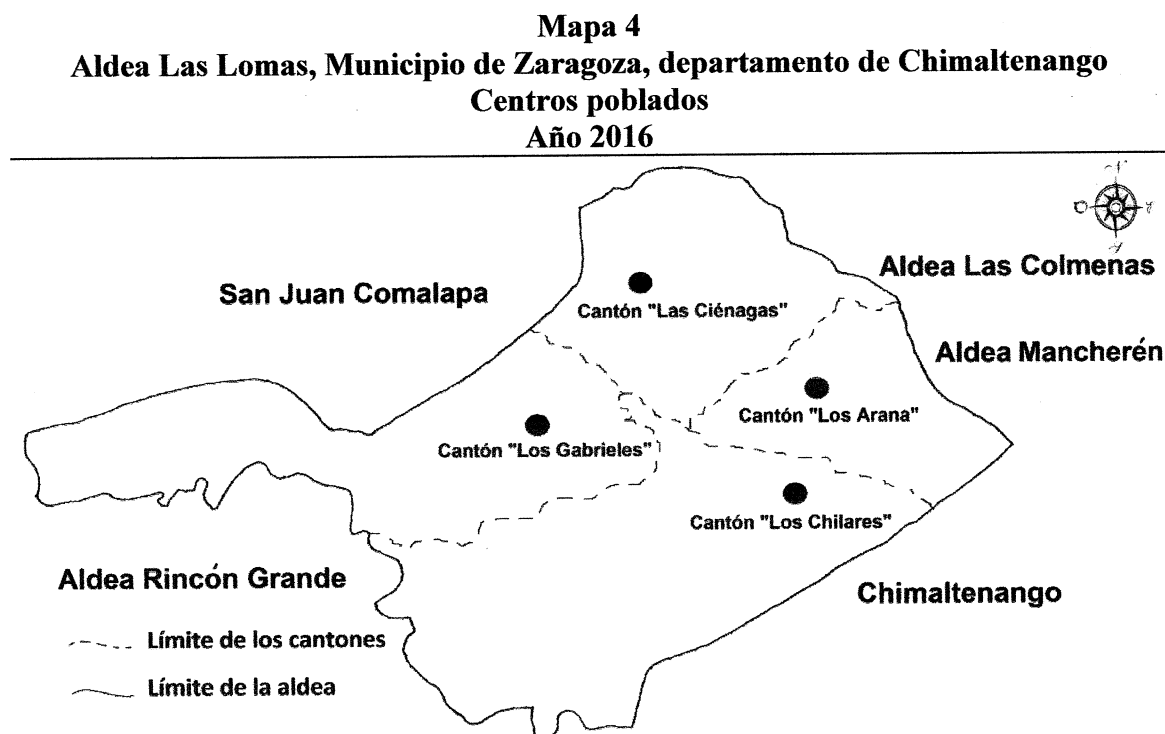 Mapa 4
Aldea Las Lomas, Municipio de Zaragoza, departamento de Chimaltenango
Centros poblados
Año 2016
N
O
Aldea Las Colmenas
San Juan Comalapa
Cantón "Las Ciénagas"
Aldea Mancherén
Cantón "Los Arana"
Cantón "Los Gabrieles"
Cantón "Los Chilares"
Aldea Rincón Grande
Chimaltenango
Límite de los cantones
Límite de la aldea